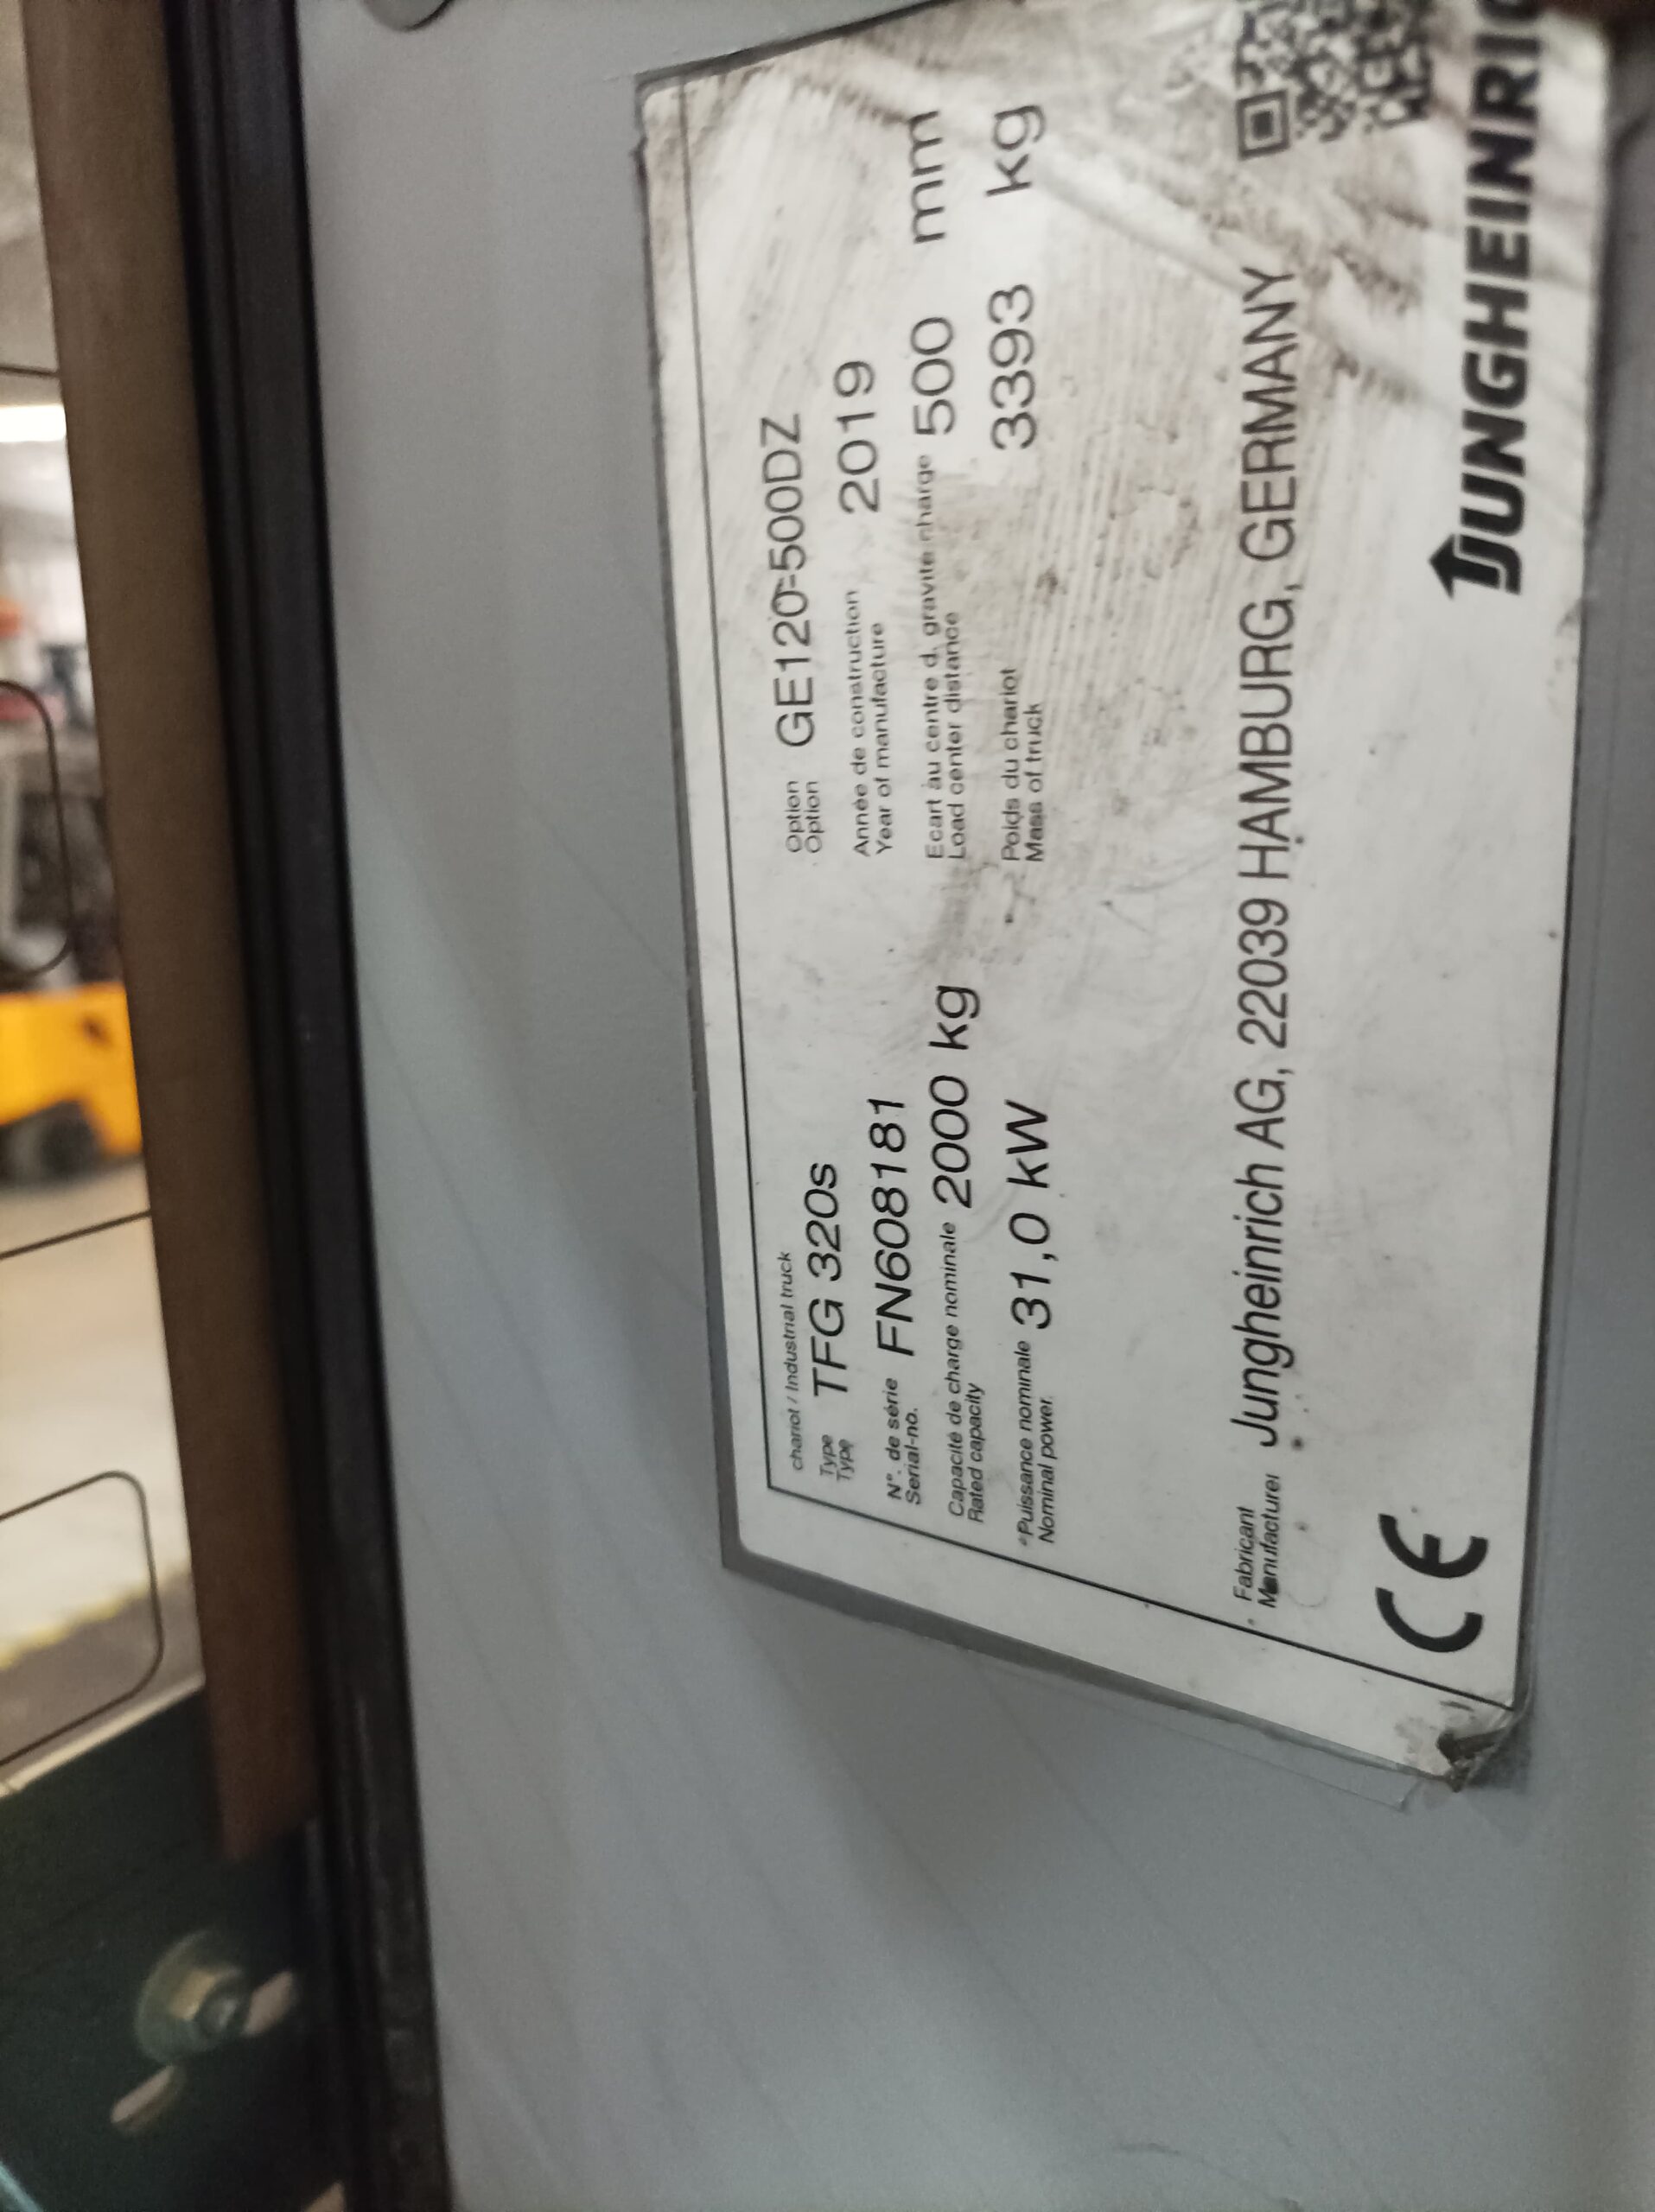 chariot / Industrial truck
Type TFG 320s
Type
Option GE120-500DZ
Option
N°. de série FN608181
Serial-no.
Année de construction 2019
Year of manufacture
Capacité de charge nominale 2000 kg
Rated capacity
Ecart au centre d. gravité charge 500 mm
Load center distance
Puissance nominale 31,0 kW
Nominal power
Poids du chariot 3393 kg
Mass of truck
Fabricant Jungheinrich AG, 22039 HAMBURG, GERMANY
Manufacturer
CE
JUNGHEINRIC